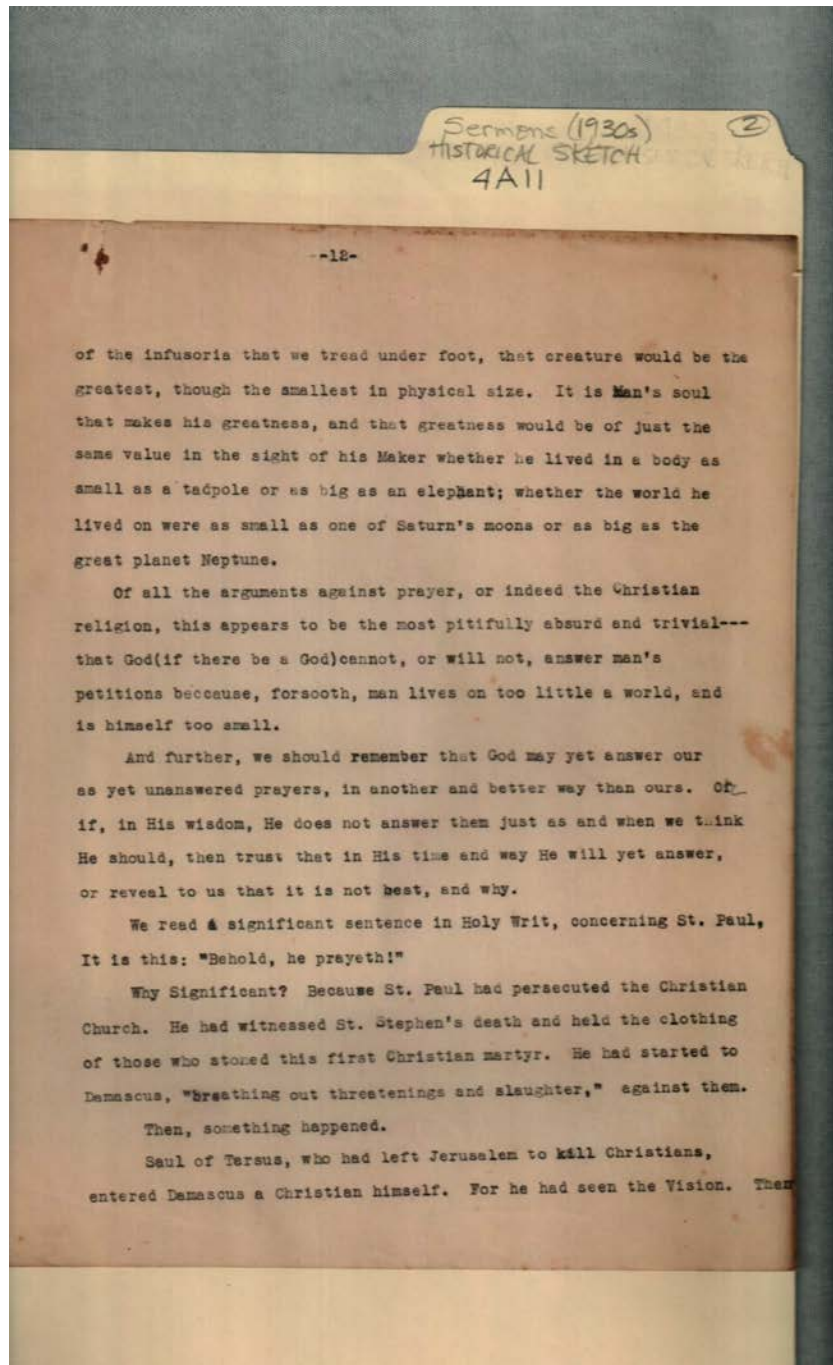 Sermons (1930s) 2
HISTORICAL SKETCH
4A11
-12-
of the infusoria that we tread under foot, that creature would be the
greatest, though the smallest in physical size. It is Man's soul
that makes his greatness, and that greatness would be of just the
same value in the sight of his Maker whether he lived in a body as
small as a tadpole or as big as an elephant; whether the world he
lived on were as small as one of Saturn's moons or as big as the
great planet Neptune.
Of all the arguments against prayer, or indeed the Christian
religion, this appears to be the most pitifully absurd and trivial---
that God(if there be a God)cannot, or will not, answer man's
petitions beccause, forsooth, man lives on too little a world, and
is himself too small.
And further, we should remember that God may yet answer our
as yet unanswered prayers, in another and better way than ours. Or
if, in His wisdom, He does not answer them just as and when we think
He should, then trust that in His time and way He will yet answer,
or reveal to us that it is not best, and why.
We read a significant sentence in Holy Writ, concerning St. Paul,
It is this: "Behold, he prayeth!"
Why Significant? Because St. Paul had persecuted the Christian
Church. He had witnessed St. Stephen's death and held the clothing
of those who stoned this first Christian martyr. He had started to
Damascus, "breathing out threatenings and slaughter," against them.
Then, something happened.
Saul of Tarsus, who had left Jerusalem to kill Christians,
entered Damascus a Christian himself. For he had seen the Vision. Then